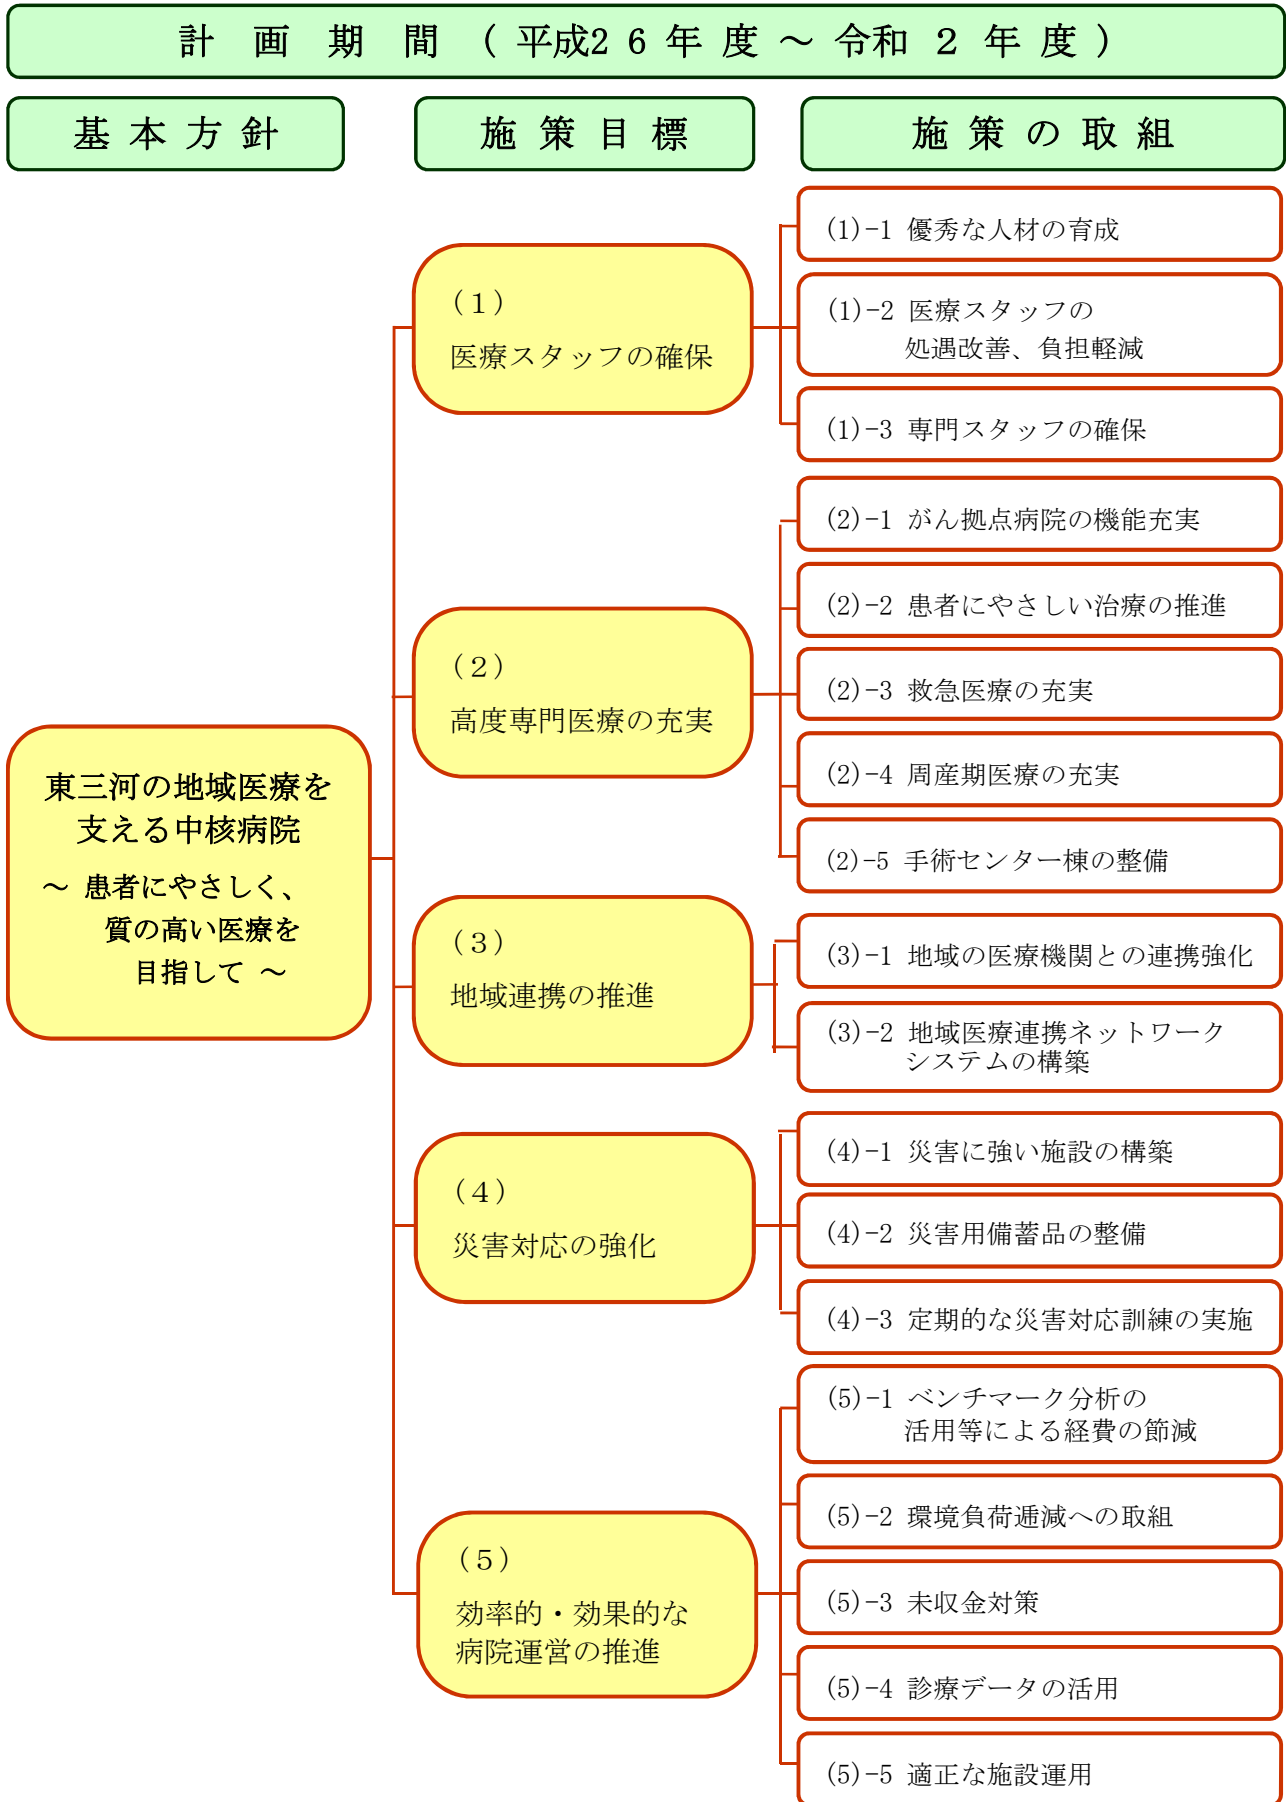 計画期間(平成26年度～令和2年度)
基本方針
施策目標
施策の取組
東三河の地域医療を
支える中核病院
～ 患者にやさしく、
質の高い医療を
目指して ～
(1)
医療スタッフの確保
(1)-1 優秀な人材の育成
(1)-2 医療スタッフの
処遇改善、負担軽減
(1)-3 専門スタッフの確保
(2)
高度専門医療の充実
(2)-1 がん拠点病院の機能充実
(2)-2 患者にやさしい治療の推進
(2)-3 救急医療の充実
(2)-4 周産期医療の充実
(2)-5 手術センター棟の整備
(3)
地域連携の推進
(3)-1 地域の医療機関との連携強化
(3)-2 地域医療連携ネットワーク
システムの構築
(4)
災害対応の強化
(4)-1 災害に強い施設の構築
(4)-2 災害用備蓄品の整備
(4)-3 定期的な災害対応訓練の実施
(5)
効率的・効果的な
病院運営の推進
(5)-1 ベンチマーク分析の
活用等による経費の節減
(5)-2 環境負荷逓減への取組
(5)-3 未収金対策
(5)-4 診療データの活用
(5)-5 適正な施設運用